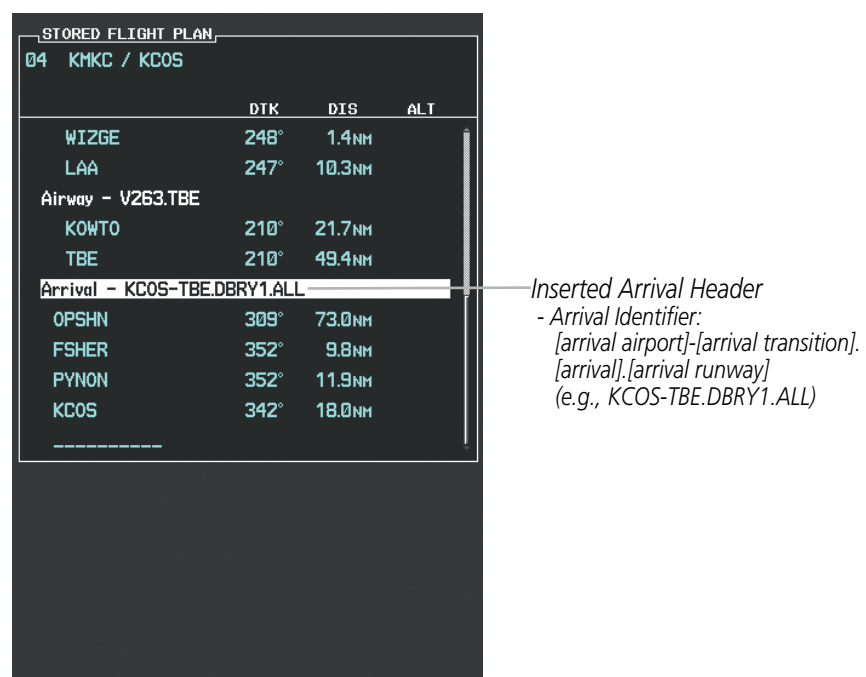 STORED FLIGHT PLAN
04 KMKC / KCOS
DTK DIS ALT
WIZGE 248° 1.4NM
LAA 247° 10.3NM
Airway - V263.TBE
KOWTO 210° 21.7NM
TBE 210° 49.4NM
Arrival - KCOS-TBE.DBRY1.ALL
OPSHN 309° 73.0NM
FSHER 352° 9.8NM
PYNON 352° 11.9NM
KCOS 342° 18.0NM
__________
Inserted Arrival Header
- Arrival Identifier:
[arrival airport]-[arrival transition].
[arrival].[arrival runway]
(e.g., KCOS-TBE.DBRY1.ALL)